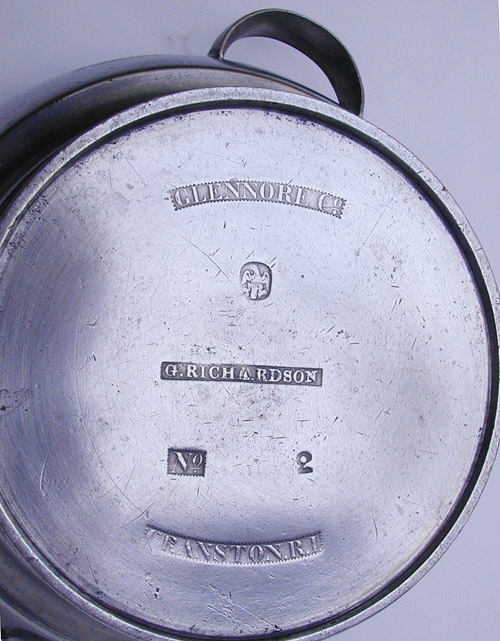 GLENNORE Co
G. RICHARDSON
No 2
CRANSTON. R.I.